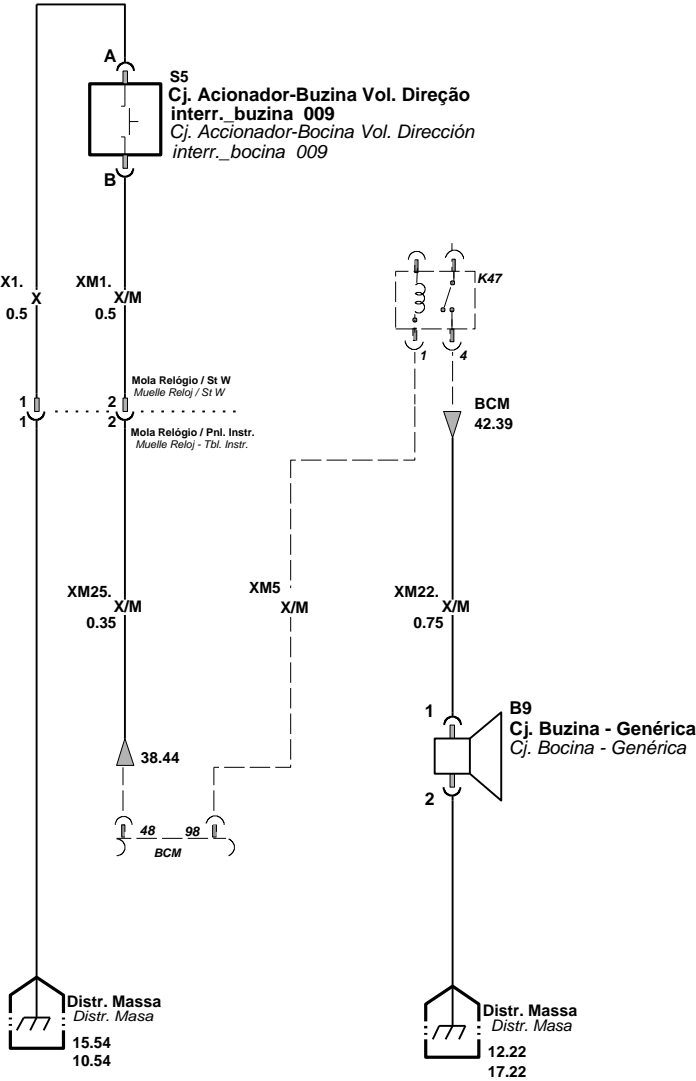 A
S5
Cj. Acionador-Buzina Vol. Direção
interr._buzina 009
Cj. Accionador-Bocina Vol. Dirección
interr._bocina 009
B
X1.
X
0.5
XM1.
X/M
0.5
K47
1
4
Mola Relógio / St W
Muelle Reloj / St W
1
2
1
2
Mola Relógio / Pnl. Instr.
Muelle Reloj - Tbl. Instr.
BCM
42.39
XM25.
X/M
0.35
XM5
X/M
XM22.
X/M
0.75
1
B9
Cj. Buzina - Genérica
Cj. Bocina - Genérica
2
38.44
48
98
BCM
Distr. Massa
Distr. Masa
15.54
10.54
Distr. Massa
Distr. Masa
12.22
17.22